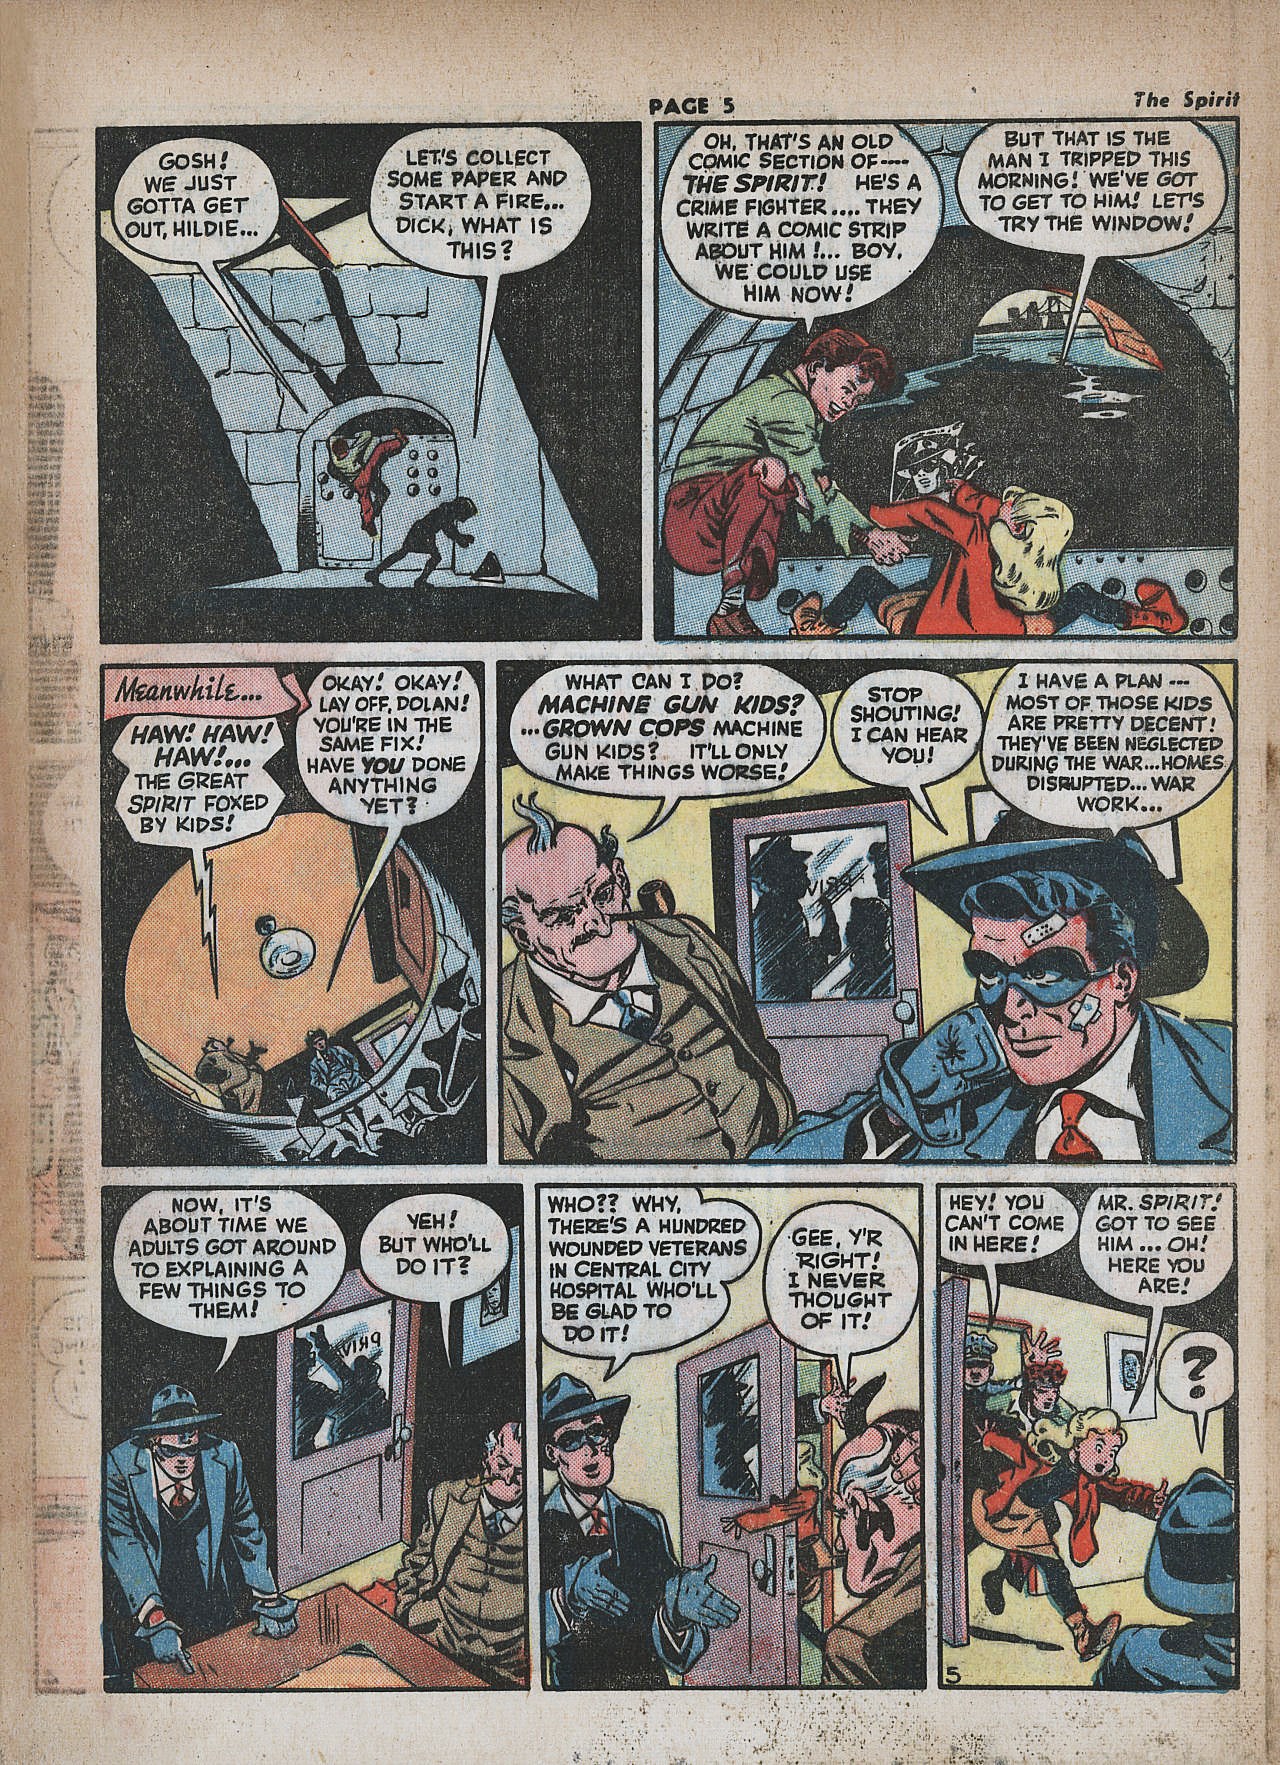 PAGE 5
The Spirit
GOSH!
WE JUST
GOTTA GET
OUT, HILDIE...
LET'S COLLECT
SOME PAPER AND
START A FIRE...
DICK, WHAT IS
THIS?
OH, THAT'S AN OLD
COMIC SECTION OF----
THE SPIRIT! HE'S A
CRIME FIGHTER.... THEY
WRITE A COMIC STRIP
ABOUT HIM!... BOY,
WE COULD USE
HIM NOW!
BUT THAT IS THE
MAN I TRIPPED THIS
MORNING! WE'VE GOT
TO GET TO HIM! LET'S
TRY THE WINDOW!
Meanwhile...
HAW! HAW!
HAW!...
THE GREAT
SPIRIT FOXED
BY KIDS!
OKAY! OKAY!
LAY OFF, DOLAN!
YOU'RE IN THE
SAME FIX!
HAVE YOU DONE
ANYTHING
YET?
WHAT CAN I DO?
MACHINE GUN KIDS?
...GROWN COPS MACHINE
GUN KIDS? IT'LL ONLY
MAKE THINGS WORSE!
STOP
SHOUTING!
I CAN HEAR
YOU!
I HAVE A PLAN ---
MOST OF THOSE KIDS
ARE PRETTY DECENT!
THEY'VE BEEN NEGLECTED
DURING THE WAR...HOMES
DISRUPTED... WAR
WORK...
NOW, IT'S
ABOUT TIME WE
ADULTS GOT AROUND
TO EXPLAINING A
FEW THINGS TO
THEM!
YEH!
BUT WHO'LL
DO IT?
PRIV
WHO?? WHY,
THERE'S A HUNDRED
WOUNDED VETERANS
IN CENTRAL CITY
HOSPITAL WHO'LL
BE GLAD TO
DO IT!
GEE, Y'R
RIGHT!
I NEVER
THOUGHT
OF IT!
HEY! YOU
CAN'T COME
IN HERE!
MR. SPIRIT!
GOT TO SEE
HIM... OH!
HERE YOU
ARE!
?
5